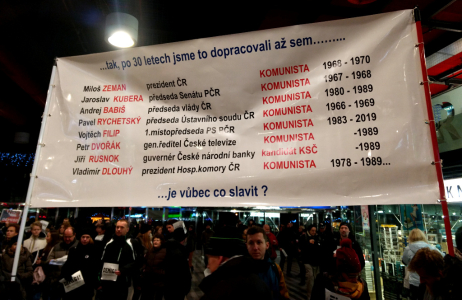 ...tak, po 30 letech jsme to dopracovali až sem........
Miloš ZEMAN prezident ČR KOMUNISTA 1968 - 1970
Jaroslav KUBERA předseda Senátu PČR KOMUNISTA 1967 - 1968
Andrej BABIŠ předseda vlády ČR KOMUNISTA 1980 - 1989
Pavel RYCHETSKÝ předseda Ústavního soudu ČR KOMUNISTA 1966 - 1969
Vojtěch FILIP 1.místopředseda PS PČR KOMUNISTA 1983 - 2019
Petr DVOŘÁK gen.ředitel České televize KOMUNISTA -1989
Jiří RUSNOK guvernér České národní banky kandidát KSČ -1989
Vladimír DLOUHÝ prezident Hosp.komory ČR KOMUNISTA 1978 - 1989...
...je vůbec co slavit ?